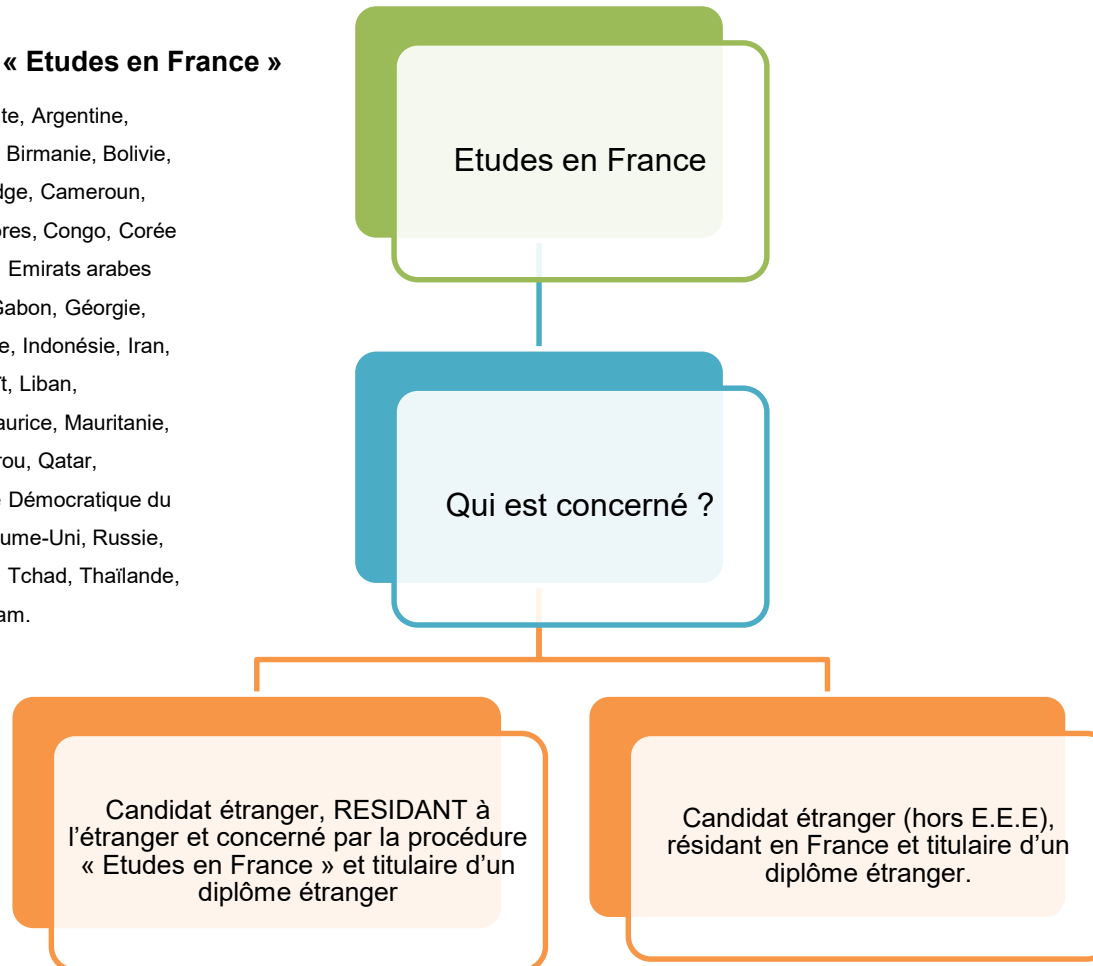 « Etudes en France »
te, Argentine,
Birmanie, Bolivie,
dge, Cameroun,
res, Congo, Corée
Emirats arabes
Gabon, Géorgie,
e, Indonésie, Iran,
ït, Liban,
aurice, Mauritanie,
rou, Qatar,
e Démocratique du
ume-Uni, Russie,
Tchad, Thaïlande,
am.
Etudes en France
Qui est concerné ?
Candidat étranger, RESIDANT à
l’étranger et concerné par la procédure
« Etudes en France » et titulaire d’un
diplôme étranger
Candidat étranger (hors E.E.E),
résidant en France et titulaire d’un
diplôme étranger.